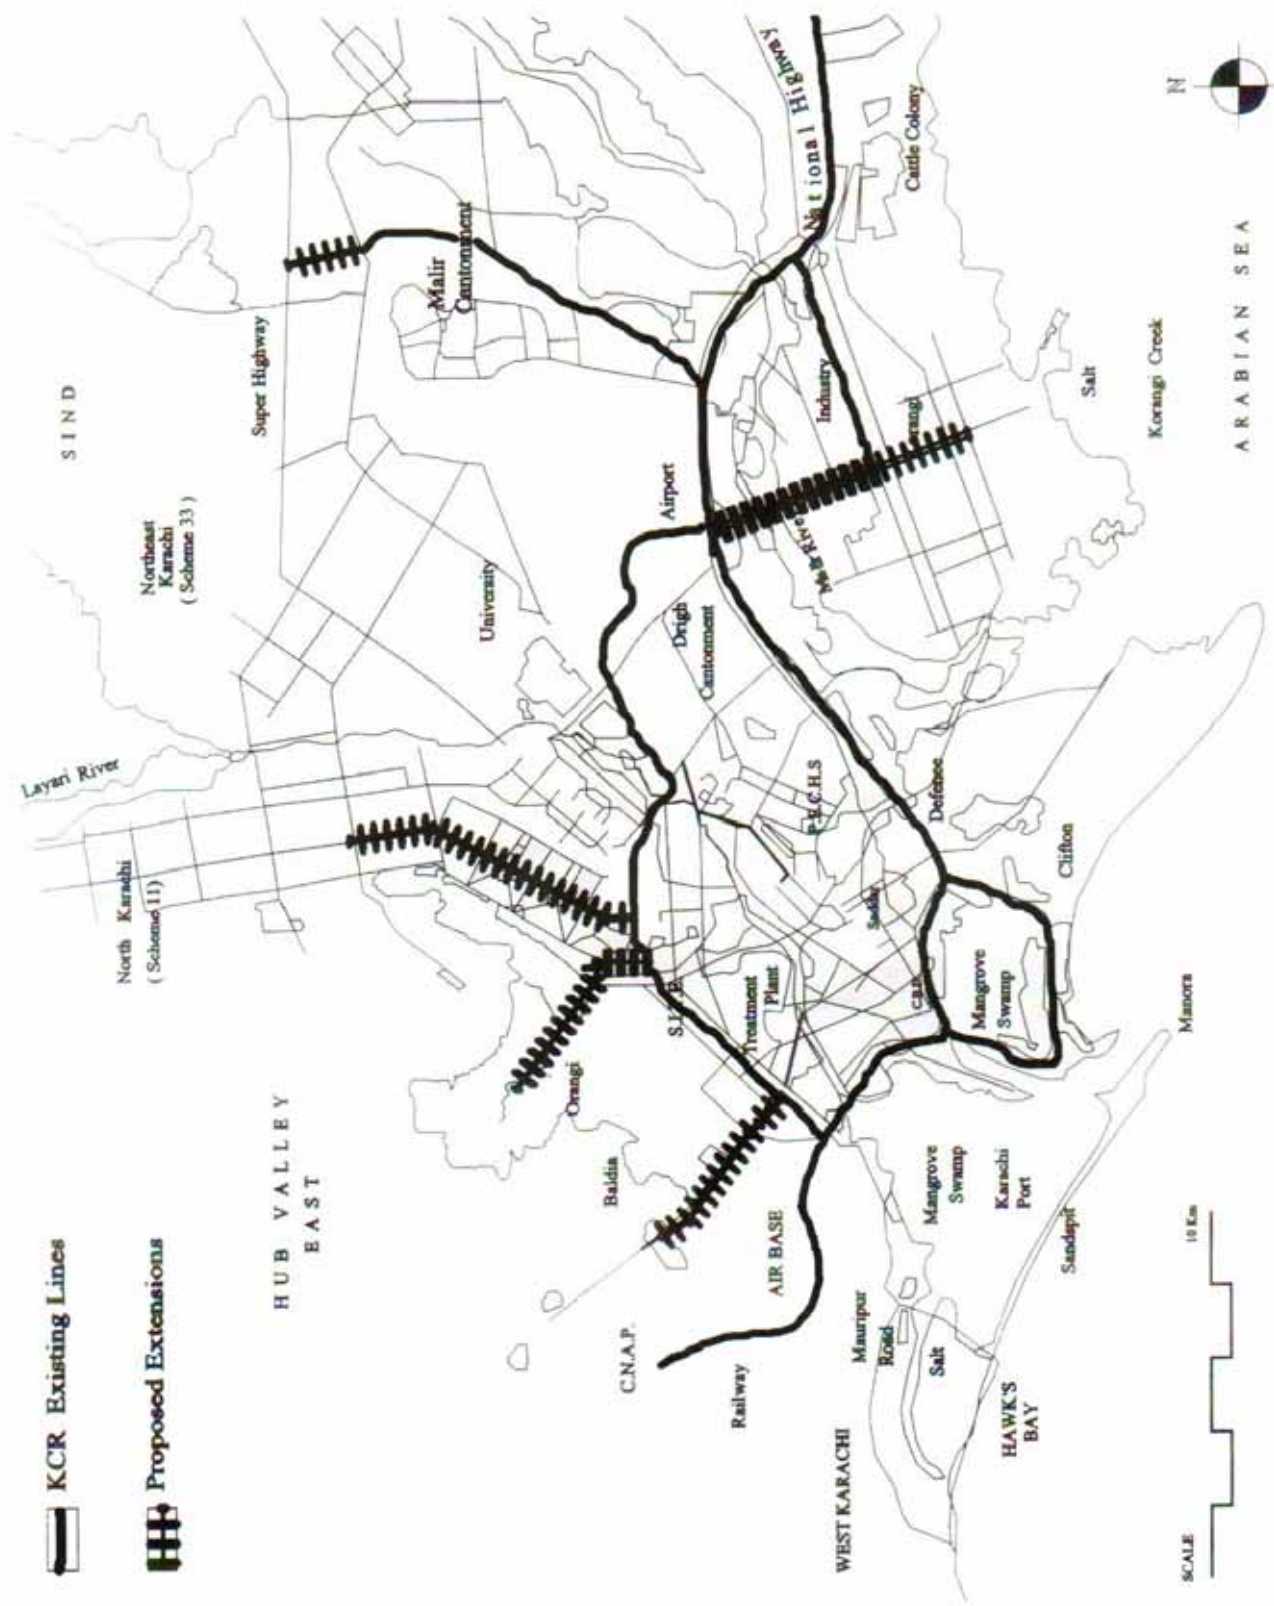 KCR Existing Lines
Proposed Extensions
HUB VALLEY
EAST
North Karachi
( Scheme 11 )
Layari River
Northeast
Karachi
( Scheme 33 )
SIND
Super Highway
University
Malir
Cantonment
National Highway
Cattle Colony
N
Airport
Industry
Drigh
Cantonment
Korangi Creek
Salt
ARABIAN SEA
Orangi
Baldia
Treatment
Plant
P.E.C.H.S
Saddar
Defence
Clifton
Mangrove
Swamp
Manora
C.N.A.P.
Railway
AIR BASE
Mauripur
Road
Mangrove
Swamp
Karachi
Port
Sandspit
Salt
HAWK'S
BAY
WEST KARACHI
SCALE
10 Km